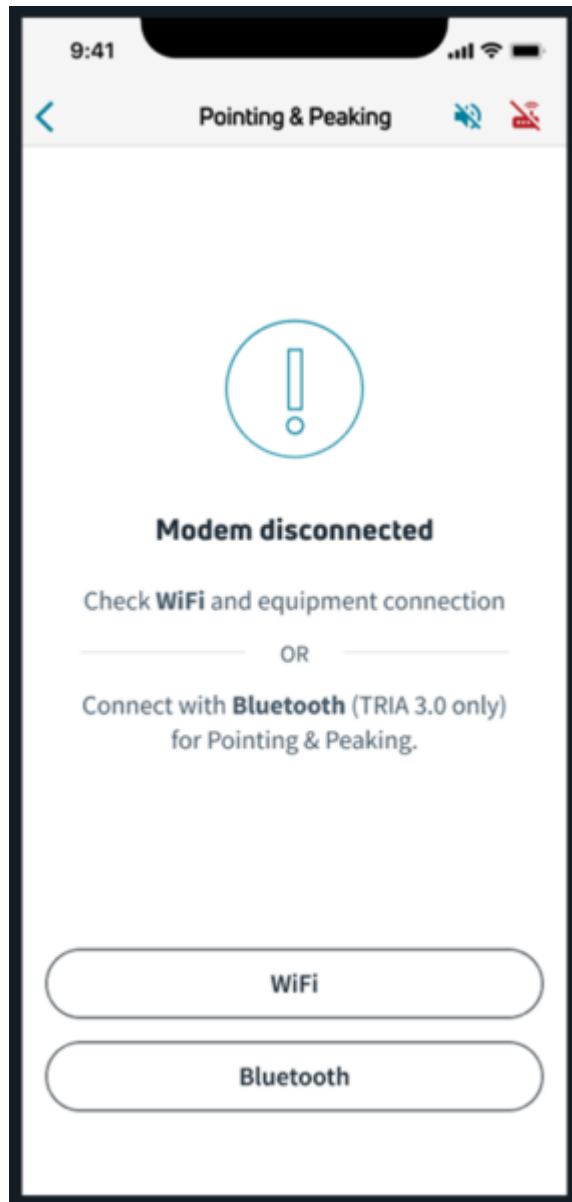 9:41
Pointing & Peaking
Modem disconnected
Check WiFi and equipment connection
OR
Connect with Bluetooth (TRIA 3.0 only)
for Pointing & Peaking.
WiFi
Bluetooth